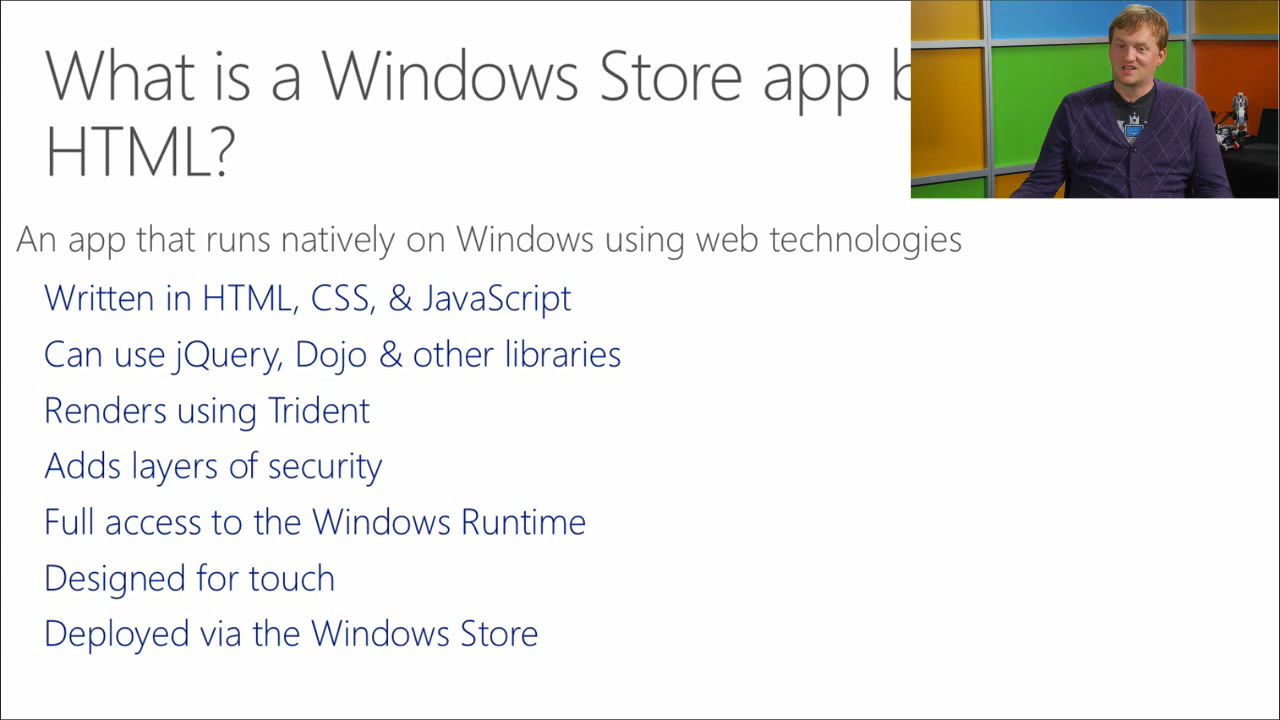 What is a Windows Store app
HTML?
An app that runs natively on Windows using web technologies
Written in HTML, CSS, & JavaScript
Can use jQuery, Dojo & other libraries
Renders using Trident
Adds layers of security
Full access to the Windows Runtime
Designed for touch
Deployed via the Windows Store